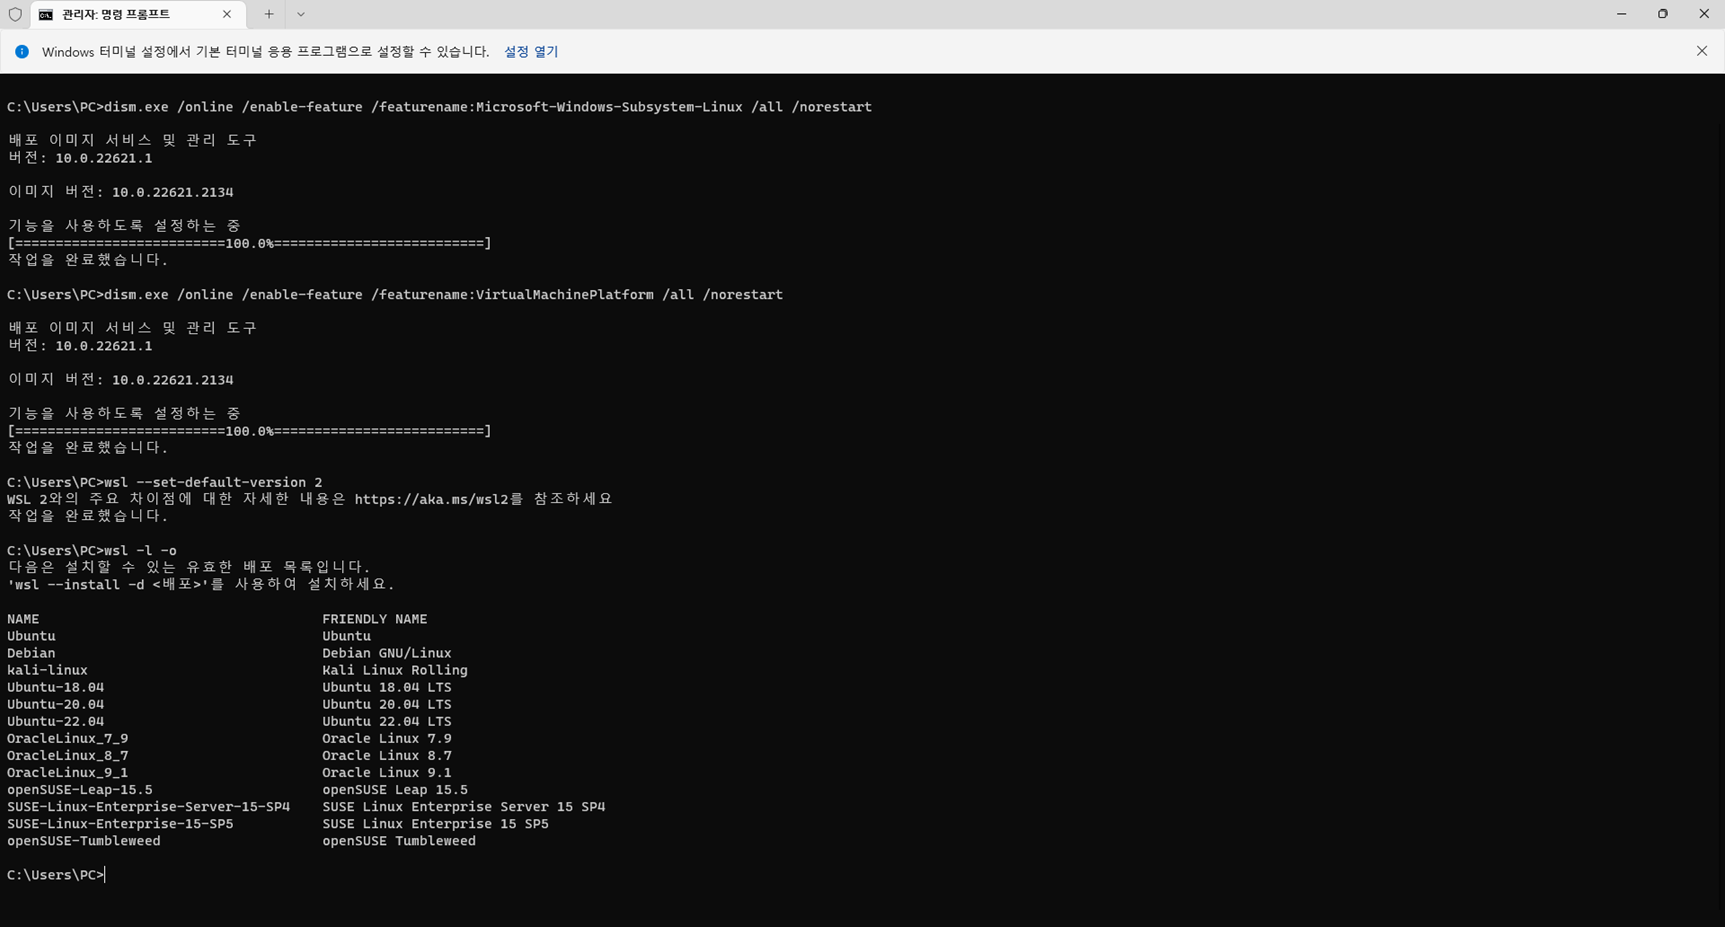 관리자: 명령 프롬프트
Windows 터미널 설정에서 기본 터미널 응용 프로그램으로 설정할 수 있습니다. 설정 열기
C:\Users\PC>dism.exe /online /enable-feature /featurename:Microsoft-Windows-Subsystem-Linux /all /norestart
배포 이미지 서비스 및 관리 도구
버전: 10.0.22621.1
이미지 버전: 10.0.22621.2134
기능을 사용하도록 설정하는 중
[==========================100.0%==========================]
작업을 완료했습니다.
C:\Users\PC>dism.exe /online /enable-feature /featurename:VirtualMachinePlatform /all /norestart
배포 이미지 서비스 및 관리 도구
버전: 10.0.22621.1
이미지 버전: 10.0.22621.2134
기능을 사용하도록 설정하는 중
[==========================100.0%==========================]
작업을 완료했습니다.
C:\Users\PC>wsl --set-default-version 2
WSL 2와의 주요 차이점에 대한 자세한 내용은 https://aka.ms/wsl2를 참조하세요
작업을 완료했습니다.
C:\Users\PC>wsl -l -o
다음은 설치할 수 있는 유효한 배포 목록입니다.
'wsl --install -d <배포>'를 사용하여 설치하세요.
NAME FRIENDLY NAME
Ubuntu Ubuntu
Debian Debian GNU/Linux
kali-linux Kali Linux Rolling
Ubuntu-18.04 Ubuntu 18.04 LTS
Ubuntu-20.04 Ubuntu 20.04 LTS
Ubuntu-22.04 Ubuntu 22.04 LTS
OracleLinux_7_9 Oracle Linux 7.9
OracleLinux_8_7 Oracle Linux 8.7
OracleLinux_9_1 Oracle Linux 9.1
openSUSE-Leap-15.5 openSUSE Leap 15.5
SUSE-Linux-Enterprise-Server-15-SP4 SUSE Linux Enterprise Server 15 SP4
SUSE-Linux-Enterprise-15-SP5 SUSE Linux Enterprise 15 SP5
openSUSE-Tumbleweed openSUSE Tumbleweed
C:\Users\PC>